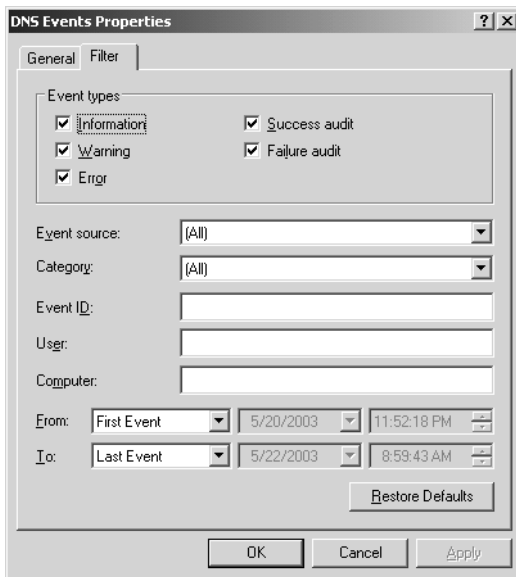 DNS Events Properties
General Filter
Event types
Information Success audit
Warning Failure audit
Error
Event source: (All)
Category: (All)
Event ID:
User:
Computer:
From: First Event 5/20/2003 11:52:18 PM
To: Last Event 5/22/2003 8:59:43 AM
Restore Defaults
OK Cancel Apply